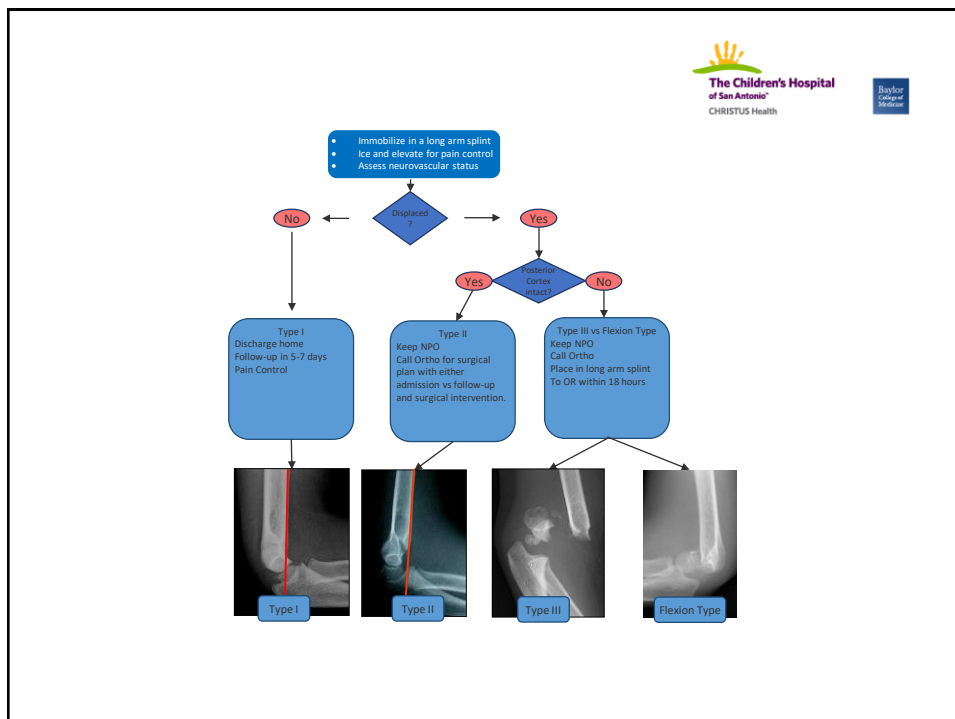 The Children's Hospital
of San Antonio™
CHRISTUS Health
Baylor
College of
Medicine
• Immobilize in a long arm splint
• Ice and elevate for pain control
• Assess neurovascular status
Displaced
?
No
Yes
Posterior
Cortex
intact?
Yes
No
Type I
Discharge home
Follow-up in 5-7 days
Pain Control
Type II
Keep NPO
Call Ortho for surgical
plan with either
admission vs follow-up
and surgical intervention.
Type III vs Flexion Type
Keep NPO
Call Ortho
Place in long arm splint
To OR within 18 hours
Type I
Type II
Type III
Flexion Type